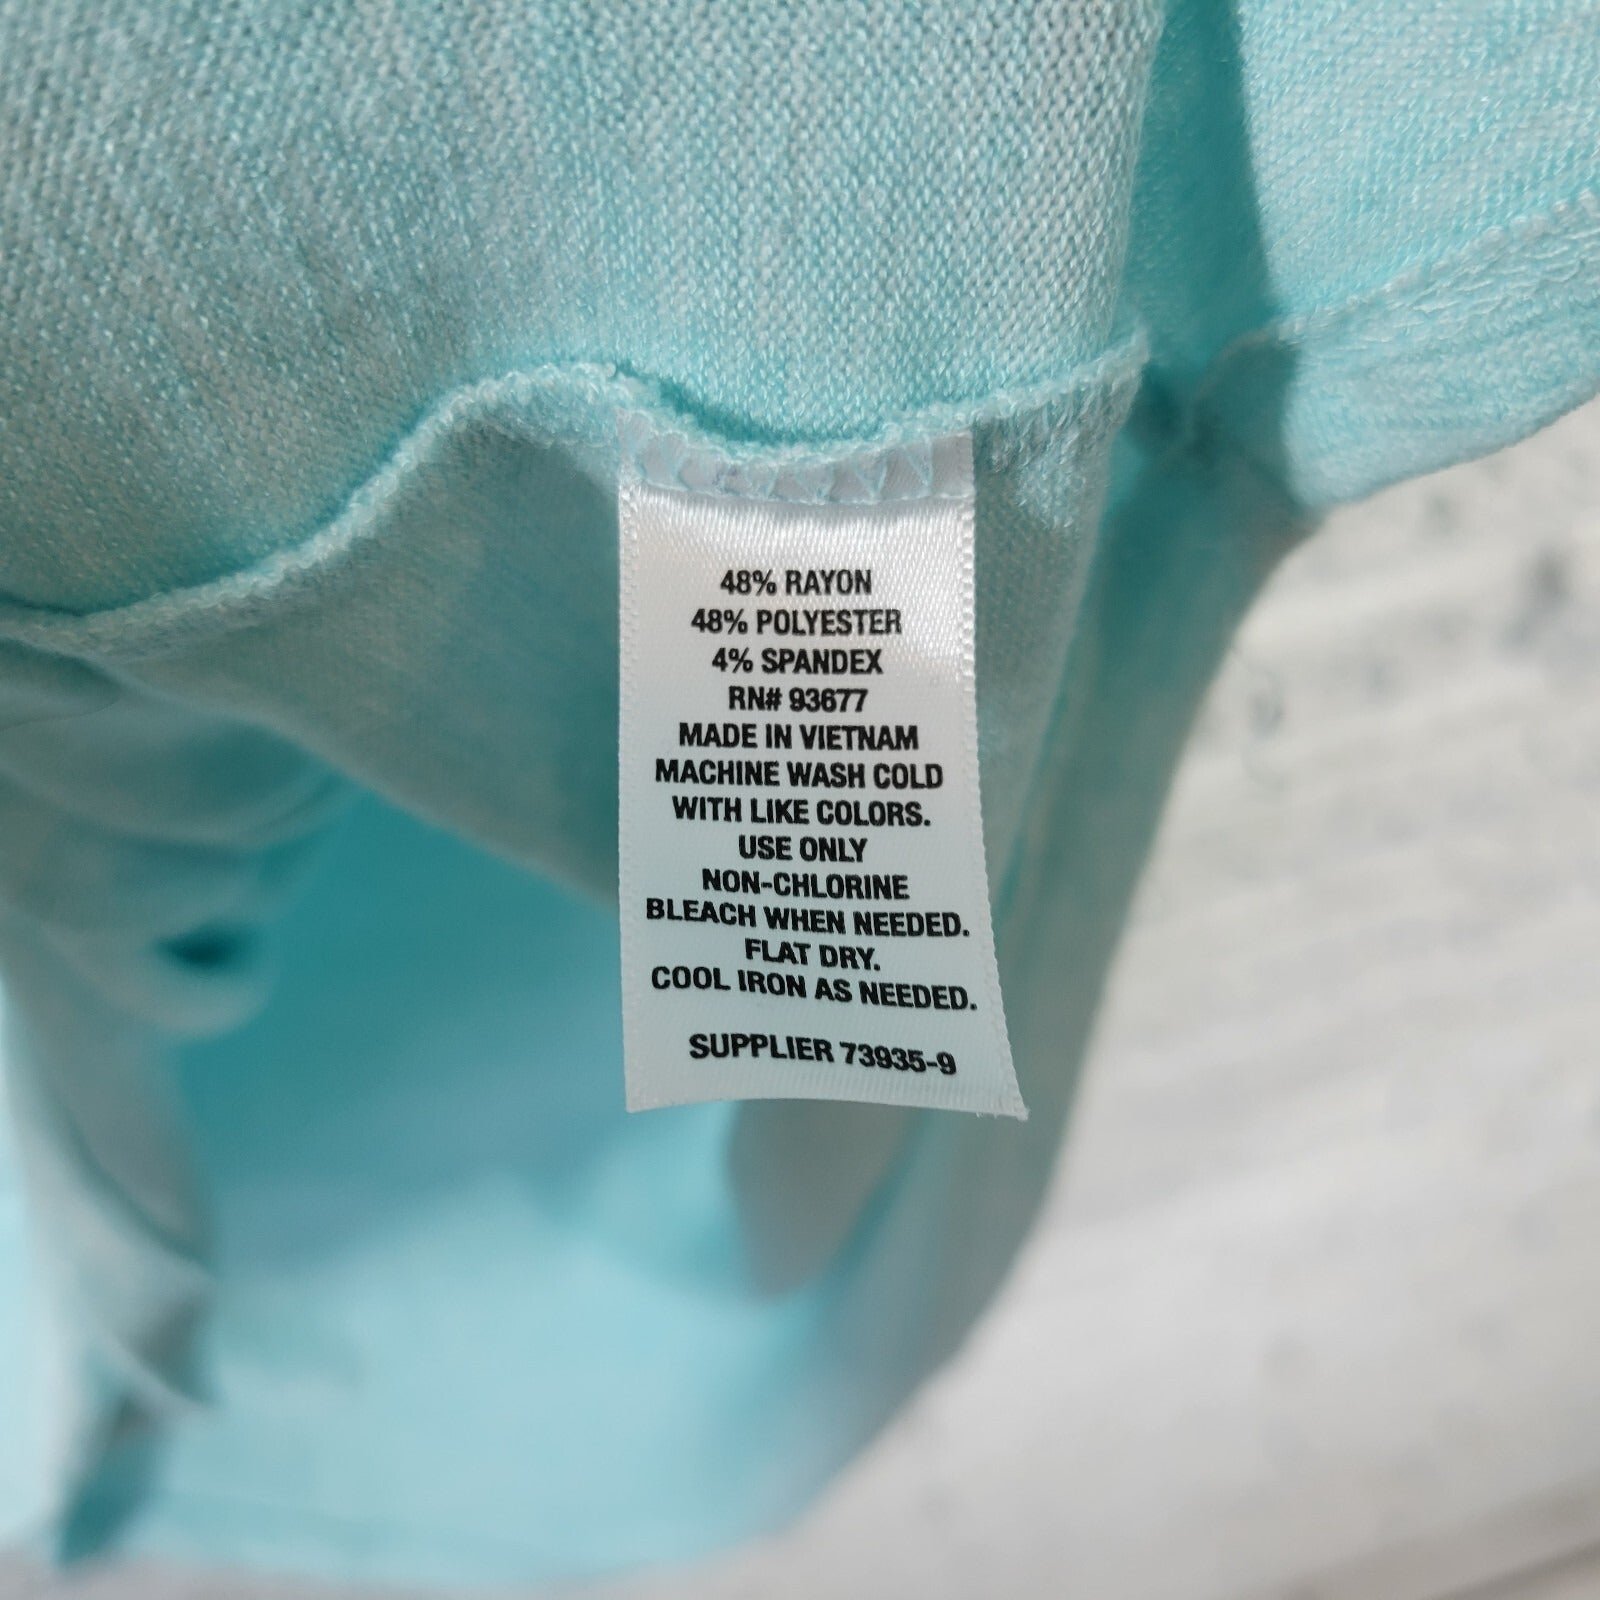 48% RAYON
48% POLYESTER
4% SPANDEX
RN# 93677
MADE IN VIETNAM
MACHINE WASH COLD
WITH LIKE COLORS.
USE ONLY
NON-CHLORINE
BLEACH WHEN NEEDED.
FLAT DRY.
COOL IRON AS NEEDED.
SUPPLIER 73935-9